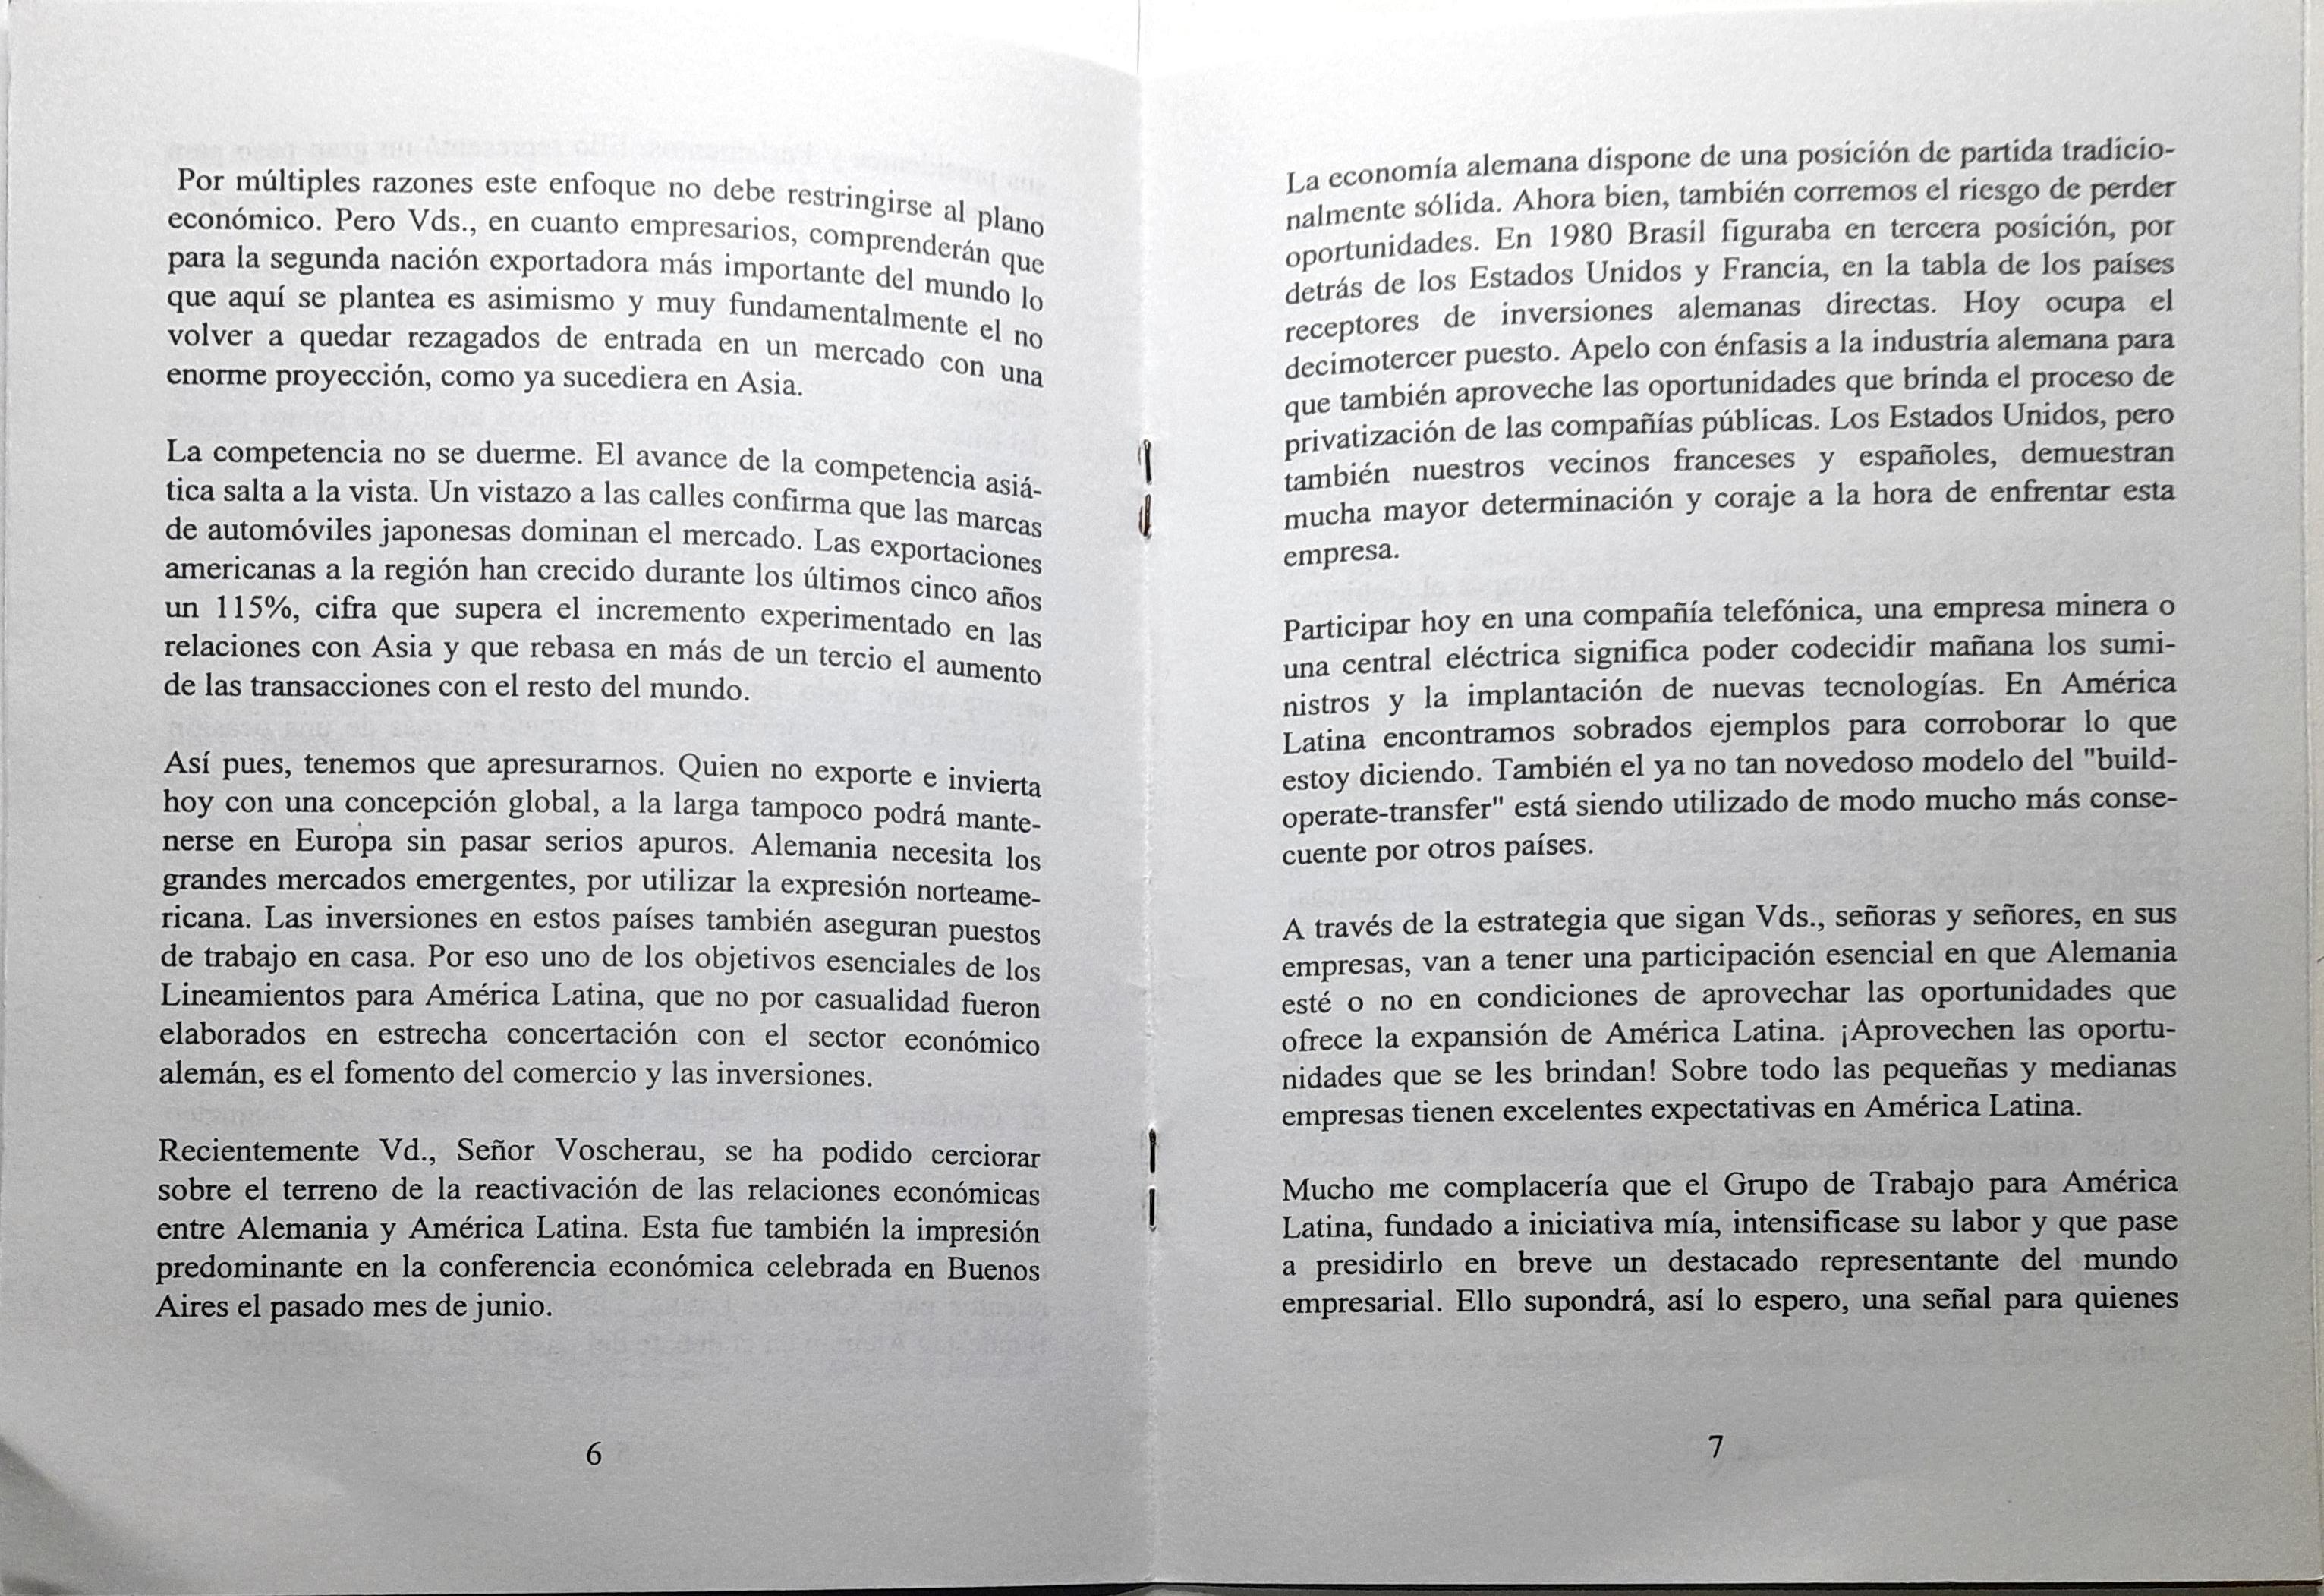 Por múltiples razones este enfoque no debe restringirse al plano
económico. Pero Vds., en cuanto empresarios, comprenderán que
para la segunda nación exportadora más importante del mundo lo
que aquí se plantea es asimismo y muy fundamentalmente el no
volver a quedar rezagados de entrada en un mercado con una
enorme proyección, como ya sucediera en Asia.
La competencia no se duerme. El avance de la competencia asiá-
tica salta a la vista. Un vistazo a las calles confirma que las marcas
de automóviles japonesas dominan el mercado. Las exportaciones
americanas a la región han crecido durante los últimos cinco años
un 115%, cifra que supera el incremento experimentado en las
relaciones con Asia y que rebasa en más de un tercio el aumento
de las transacciones con el resto del mundo.
Así pues, tenemos que apresurarnos. Quien no exporte e invierta
hoy con una concepción global, a la larga tampoco podrá mante-
nerse en Europa sin pasar serios apuros. Alemania necesita los
grandes mercados emergentes, por utilizar la expresión norteame-
ricana. Las inversiones en estos países también aseguran puestos
de trabajo en casa. Por eso uno de los objetivos esenciales de los
Lineamientos para América Latina, que no por casualidad fueron
elaborados en estrecha concertación con el sector económico
alemán, es el fomento del comercio y las inversiones.
Recientemente Vd., Señor Voscherau, se ha podido cerciorar
sobre el terreno de la reactivación de las relaciones económicas
entre Alemania y América Latina. Esta fue también la impresión
predominante en la conferencia económica celebrada en Buenos
Aires el pasado mes de junio.
6
La economía alemana dispone de una posición de partida tradicio-
nalmente sólida. Ahora bien, también corremos el riesgo de perder
oportunidades. En 1980 Brasil figuraba en tercera posición, por
detrás de los Estados Unidos y Francia, en la tabla de los países
receptores de inversiones alemanas directas. Hoy ocupa el
decimotercer puesto. Apelo con énfasis a la industria alemana para
que también aproveche las oportunidades que brinda el proceso de
privatización de las compañías públicas. Los Estados Unidos, pero
también nuestros vecinos franceses y españoles, demuestran
mucha mayor determinación y coraje a la hora de enfrentar esta
empresa.
Participar hoy en una compañía telefónica, una empresa minera o
una central eléctrica significa poder codecidir mañana los sumi-
nistros y la implantación de nuevas tecnologías. En América
Latina encontramos sobrados ejemplos para corroborar lo que
estoy diciendo. También el ya no tan novedoso modelo del "build-
operate-transfer" está siendo utilizado de modo mucho más conse-
cuente por otros países.
A través de la estrategia que sigan Vds., señoras y señores, en sus
empresas, van a tener una participación esencial en que Alemania
esté o no en condiciones de aprovechar las oportunidades que
ofrece la expansión de América Latina. ¡Aprovechen las oportu-
nidades que se les brindan! Sobre todo las pequeñas y medianas
empresas tienen excelentes expectativas en América Latina.
Mucho me complacería que el Grupo de Trabajo para América
Latina, fundado a iniciativa mía, intensificase su labor y que pase
a presidirlo en breve un destacado representante del mundo
empresarial. Ello supondrá, así lo espero, una señal para quienes
7